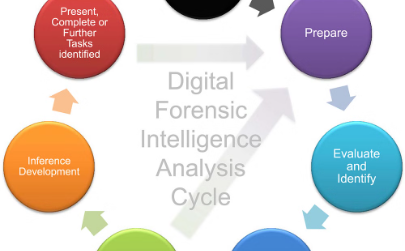 Present,
Complete or
Further
Tasks
identified
Prepare
Digital
Forensic
Intelligence
Analysis
Cycle
Evaluate
and
Identify
Inference
Development